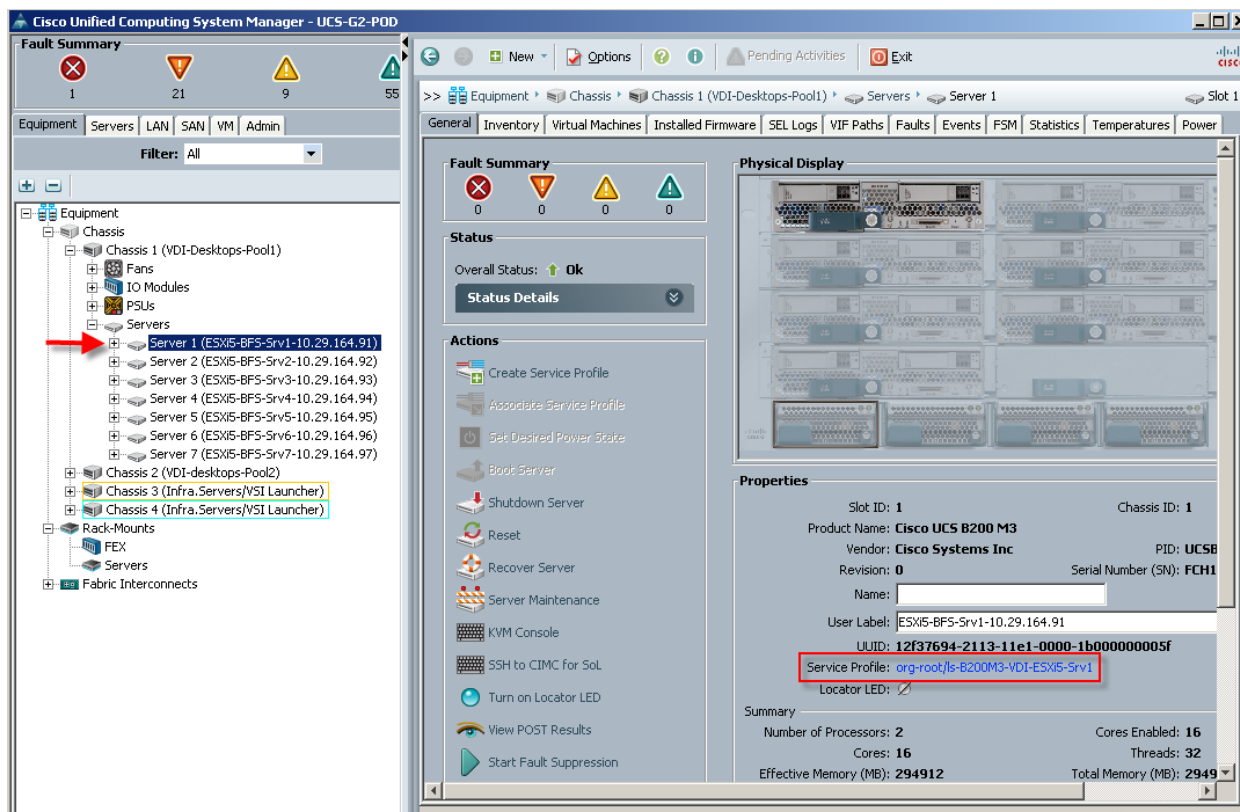 Cisco Unified Computing System Manager - UCS-G2-POD
Fault Summary
1 21 9 55
Equipment Servers LAN SAN VM Admin
Filter: All
Equipment
Chassis
Chassis 1 (VDI-Desktops-Pool1)
Fans
IO Modules
PSUs
Servers
Server 1 (ESXi5-BFS-Srv1-10.29.164.91)
Server 2 (ESXi5-BFS-Srv2-10.29.164.92)
Server 3 (ESXi5-BFS-Srv3-10.29.164.93)
Server 4 (ESXi5-BFS-Srv4-10.29.164.94)
Server 5 (ESXi5-BFS-Srv5-10.29.164.95)
Server 6 (ESXi5-BFS-Srv6-10.29.164.96)
Server 7 (ESXi5-BFS-Srv7-10.29.164.97)
Chassis 2 (VDI-desktops-Pool2)
Chassis 3 (Infra.Servers/VSI Launcher)
Chassis 4 (Infra.Servers/VSI Launcher)
Rack-Mounts
FEX
Servers
Fabric Interconnects
New Options Pending Activities Exit
>> Equipment Chassis Chassis 1 (VDI-Desktops-Pool1) Servers Server 1 Slot 1
General Inventory Virtual Machines Installed Firmware SEL Logs VIF Paths Faults Events FSM Statistics Temperatures Power
Fault Summary
0 0 0 0
Status
Overall Status: Ok
Status Details
Actions
Create Service Profile
Associate Service Profile
Set Desired Power State
Boot Server
Shutdown Server
Reset
Recover Server
Server Maintenance
KVM Console
SSH to CIMC for SoL
Turn on Locator LED
View POST Results
Start Fault Suppression
Physical Display
Properties
Slot ID: 1 Chassis ID: 1
Product Name: Cisco UCS B200 M3
Vendor: Cisco Systems Inc PID: UCSB
Revision: 0 Serial Number (SN): FCH1
Name:
User Label: ESXi5-BFS-Srv1-10.29.164.91
UUID: 12f37694-2113-11e1-0000-1b000000005f
Service Profile: org-root/ls-B200M3-VDI-ESXi5-Srv1
Locator LED:
Summary
Number of Processors: 2 Cores Enabled: 16
Cores: 16 Threads: 32
Effective Memory (MB): 294912 Total Memory (MB): 2949